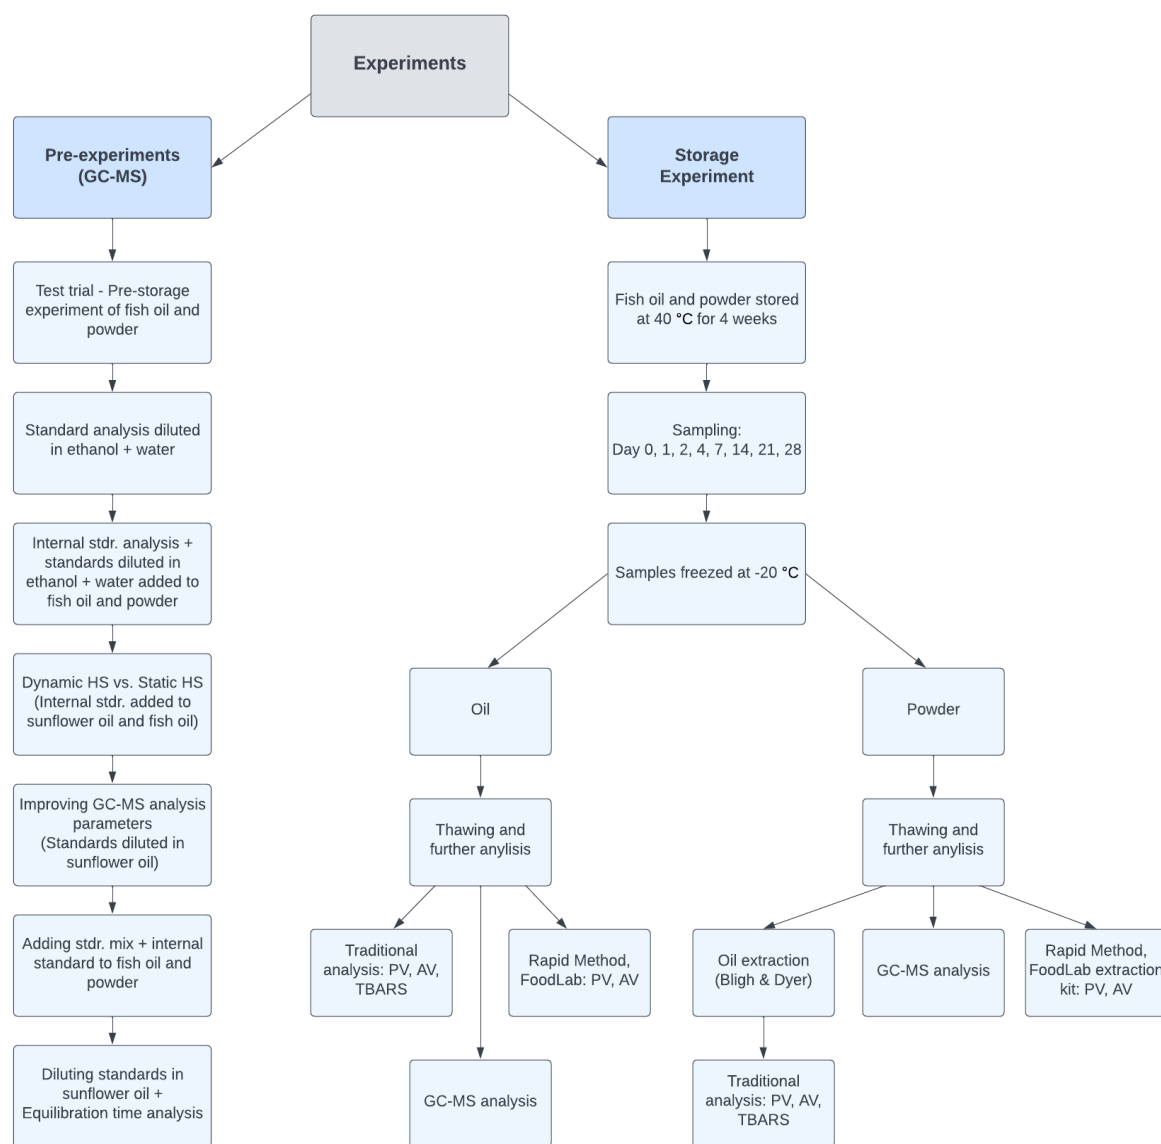 Experiments
Pre-experiments
(GC-MS)
Test trial - Pre-storage
experiment of fish oil and
powder
Standard analysis diluted
in ethanol + water
Internal stdr. analysis +
standards diluted in
ethanol + water added to
fish oil and powder
Dynamic HS vs. Static HS
(Internal stdr. added to
sunflower oil and fish oil)
Improving GC-MS analysis
parameters
(Standards diluted in
sunflower oil)
Adding stdr. mix + internal
standard to fish oil and
powder
Diluting standards in
sunflower oil +
Equilibration time analysis
Storage
Experiment
Fish oil and powder stored
at 40 °C for 4 weeks
Sampling:
Day 0, 1, 2, 4, 7, 14, 21, 28
Samples freezed at -20 °C
Oil
Thawing and
further anylisis
Traditional
analysis: PV, AV,
TBARS
GC-MS analysis
Rapid Method,
FoodLab: PV, AV
Powder
Thawing and
further anylisis
Oil extraction
(Bligh & Dyer)
Traditional
analysis: PV, AV,
TBARS
GC-MS analysis
Rapid Method,
FoodLab extraction
kit: PV, AV